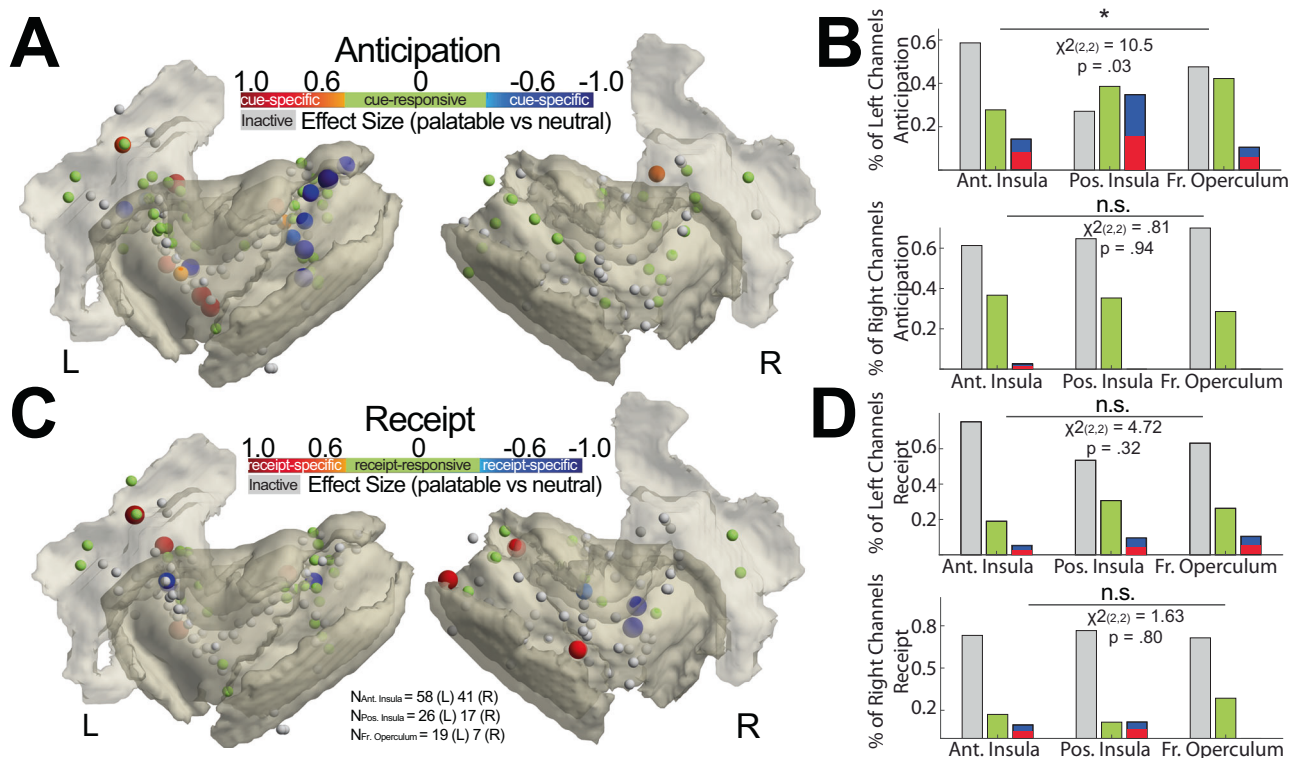 A
Anticipation
1.0 0.6 0 -0.6 -1.0
cue-specific cue-responsive cue-specific
Inactive Effect Size (palatable vs neutral)
L
R
B
% of Left Channels
Anticipation
0.6
0.4
0.2
*
χ2(2,2) = 10.5
p = .03
Ant. Insula Pos. Insula Fr. Operculum
% of Right Channels
Anticipation
0.6
0.4
0.2
n.s.
χ2(2,2) = .81
p = .94
Ant. Insula Pos. Insula Fr. Operculum
C
Receipt
1.0 0.6 0 -0.6 -1.0
receipt-specific receipt-responsive receipt-specific
Inactive Effect Size (palatable vs neutral)
L
R
NAnt. Insula = 58 (L) 41 (R)
NPos. Insula = 26 (L) 17 (R)
NFr. Operculum = 19 (L) 7 (R)
D
% of Left Channels
Receipt
0.6
0.4
0.2
n.s.
χ2(2,2) = 4.72
p = .32
Ant. Insula Pos. Insula Fr. Operculum
% of Right Channels
Receipt
0.8
0.5
0.2
n.s.
χ2(2,2) = 1.63
p = .80
Ant. Insula Pos. Insula Fr. Operculum